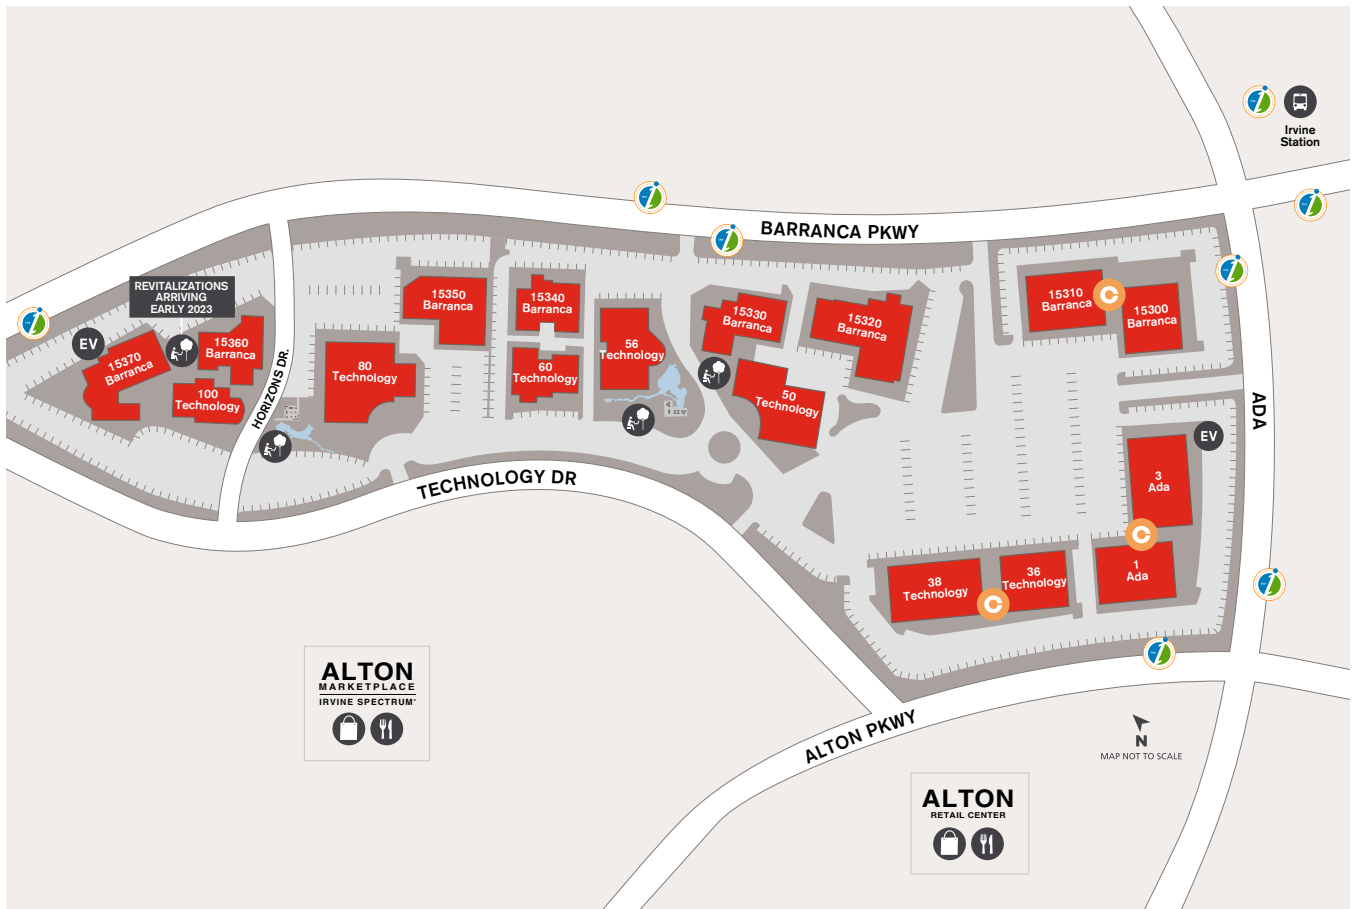 Irvine
Station
BARRANCA PKWY
REVITALIZATIONS
ARRIVING
EARLY 2023
EV
15370
Barranca
15360
Barranca
100
Technology
HORIZONS DR.
80
Technology
15350
Barranca
15340
Barranca
60
Technology
56
Technology
15330
Barranca
15320
Barranca
50
Technology
15310
Barranca
C
15300
Barranca
ADA
EV
3
Ada
C
1
Ada
36
Technology
38
Technology
C
TECHNOLOGY DR
ALTON PKWY
ALTON
MARKETPLACE
IRVINE SPECTRUM
N
MAP NOT TO SCALE
ALTON
RETAIL CENTER